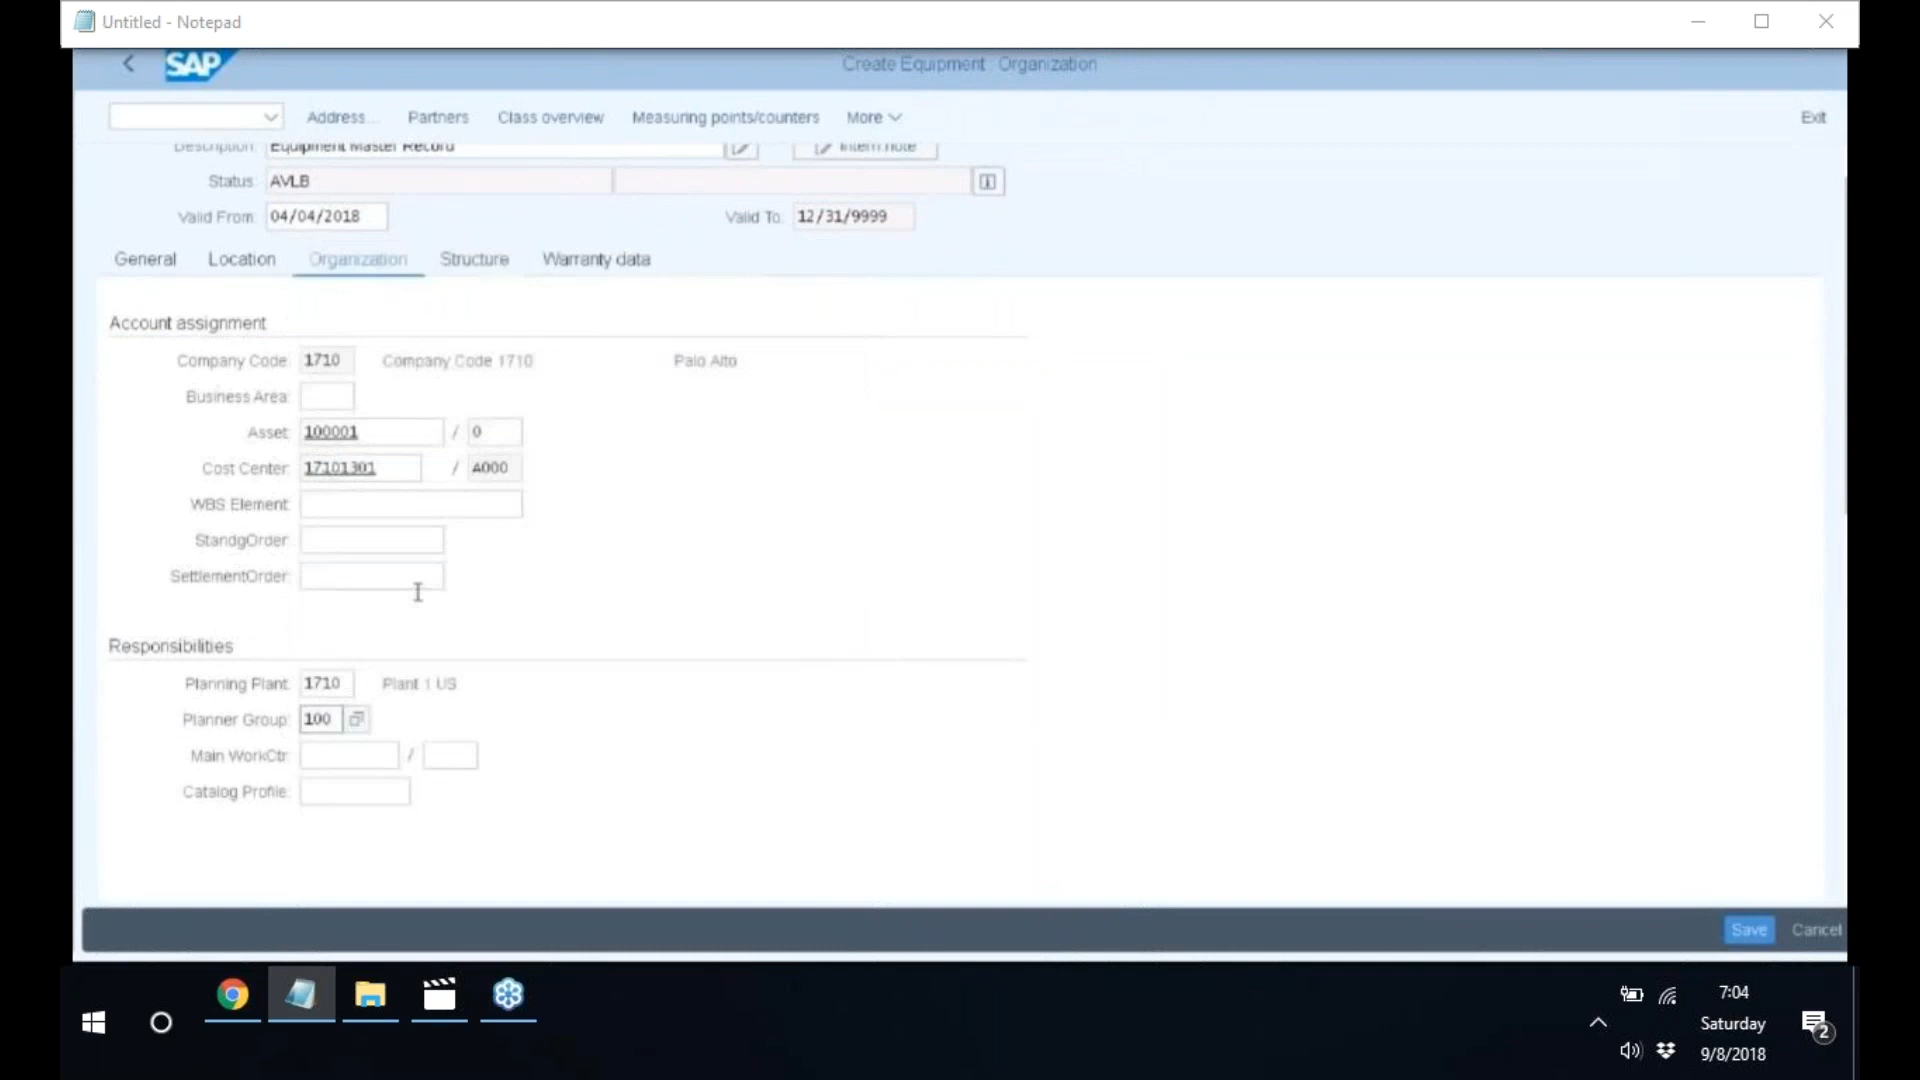 Untitled - Notepad
SAP
Create Equipment : Organization
Address...
Partners
Class overview
Measuring points/counters
More
Exit
Description: Equipment Master Record
Intern.note
Status: AVLB
Valid From: 04/04/2018
Valid To: 12/31/9999
General
Location
Organization
Structure
Warranty data
Account assignment
Company Code: 1710 Company Code 1710 Palo Alto
Business Area:
Asset: 100001 / 0
Cost Center: 17101301 / A000
WBS Element:
StandgOrder:
SettlementOrder:
Responsibilities
Planning Plant: 1710 Plant 1 US
Planner Group: 100
Main WorkCtr: /
Catalog Profile:
Save
Cancel
7:04
Saturday
9/8/2018
2